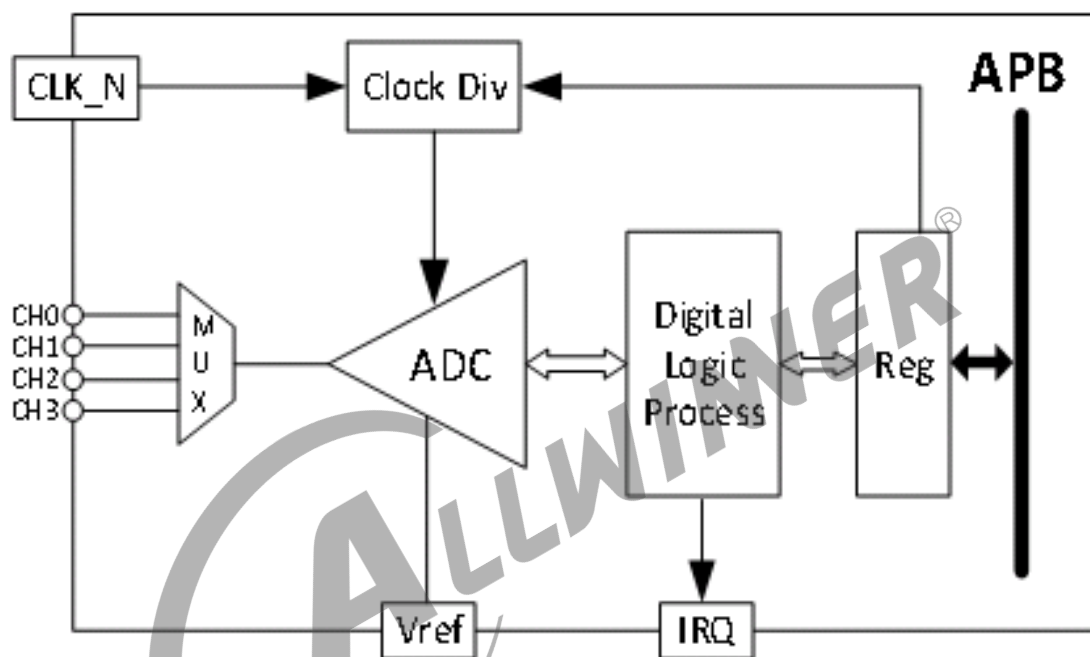 CLK_N
Clock Div
APB
CH0
CH1
CH2
CH3
M
U
X
ADC
Digital
Logic
Process
Reg
Vref
IRQ
ALLWINNER®